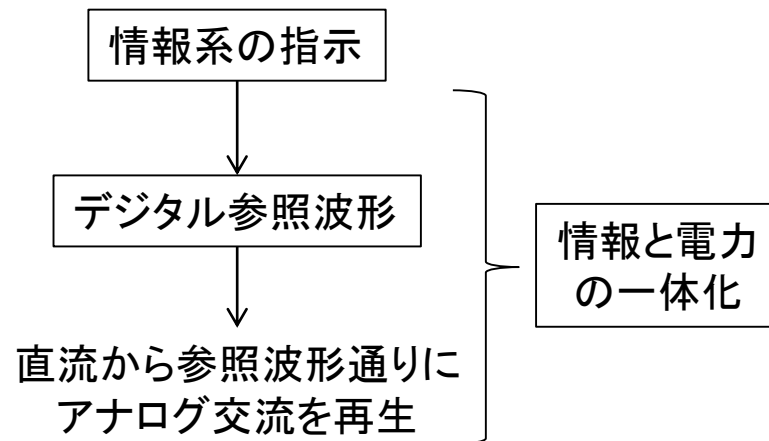 情報系の指示
デジタル参照波形
直流から参照波形通りに
アナログ交流を再生
情報と電力
の一体化